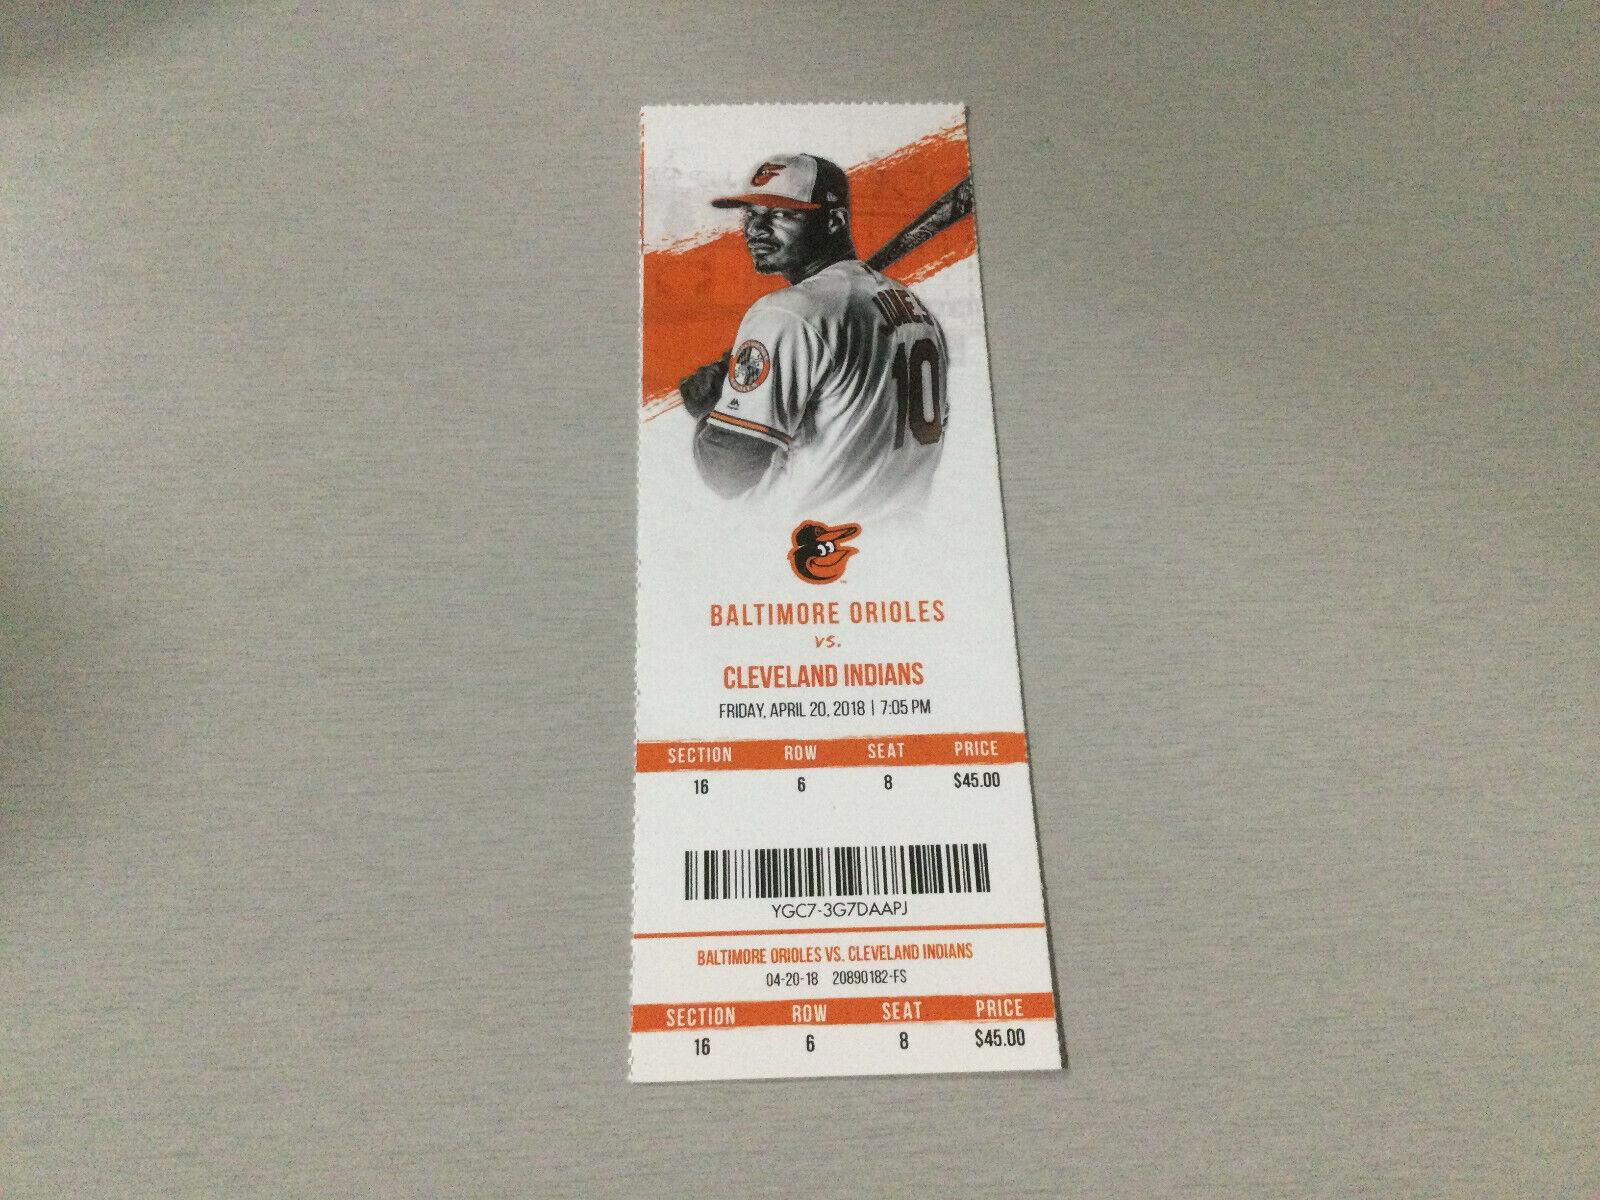 JONES
10
BALTIMORE ORIOLES
vs.
CLEVELAND INDIANS
FRIDAY, APRIL 20, 2018 | 7:05 PM
SECTION ROW SEAT PRICE
16 6 8 $45.00
YGC7-3G7DAAPJ
BALTIMORE ORIOLES VS. CLEVELAND INDIANS
04-20-18 20890182-FS
SECTION ROW SEAT PRICE
16 6 8 $45.00